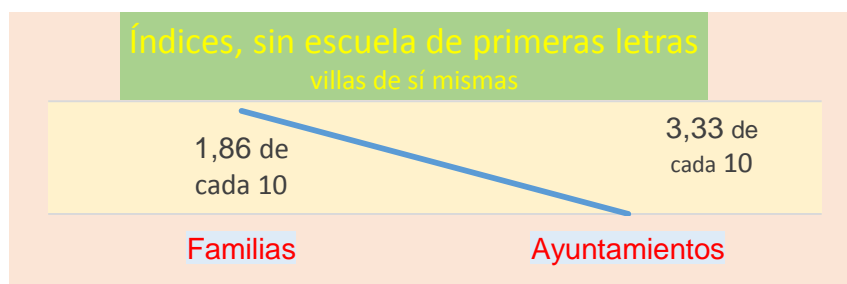 Índices, sin escuela de primeras letras
villas de sí mismas
1,86 de
cada 10
3,33 de
cada 10
Familias
Ayuntamientos